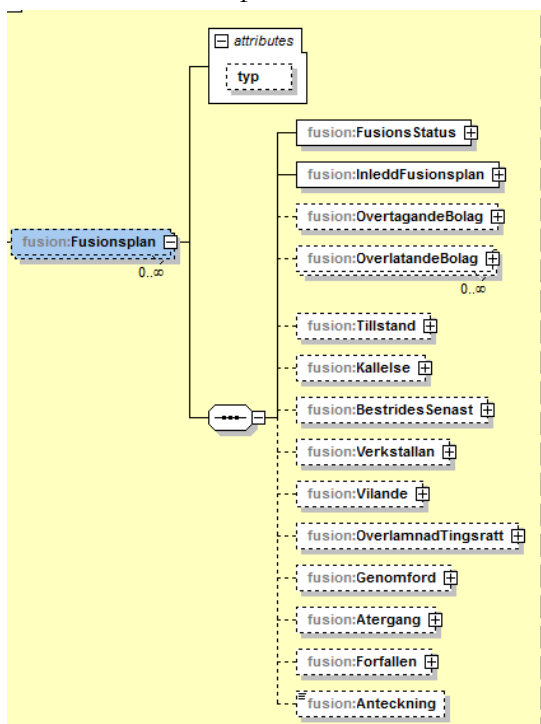 attributes
typ
fusion:FusionsStatus
fusion:InleddFusionsplan
fusion:OvertagandeBolag
fusion:Fusionsplan
0..∞
fusion:OverlatandeBolag
0..∞
fusion:Tillstand
fusion:Kallelse
fusion:BestridesSenast
fusion:Verkstallan
fusion:Vilande
fusion:OverlamnadTingsratt
fusion:Genomford
fusion:Atergang
fusion:Forfallen
fusion:Anteckning